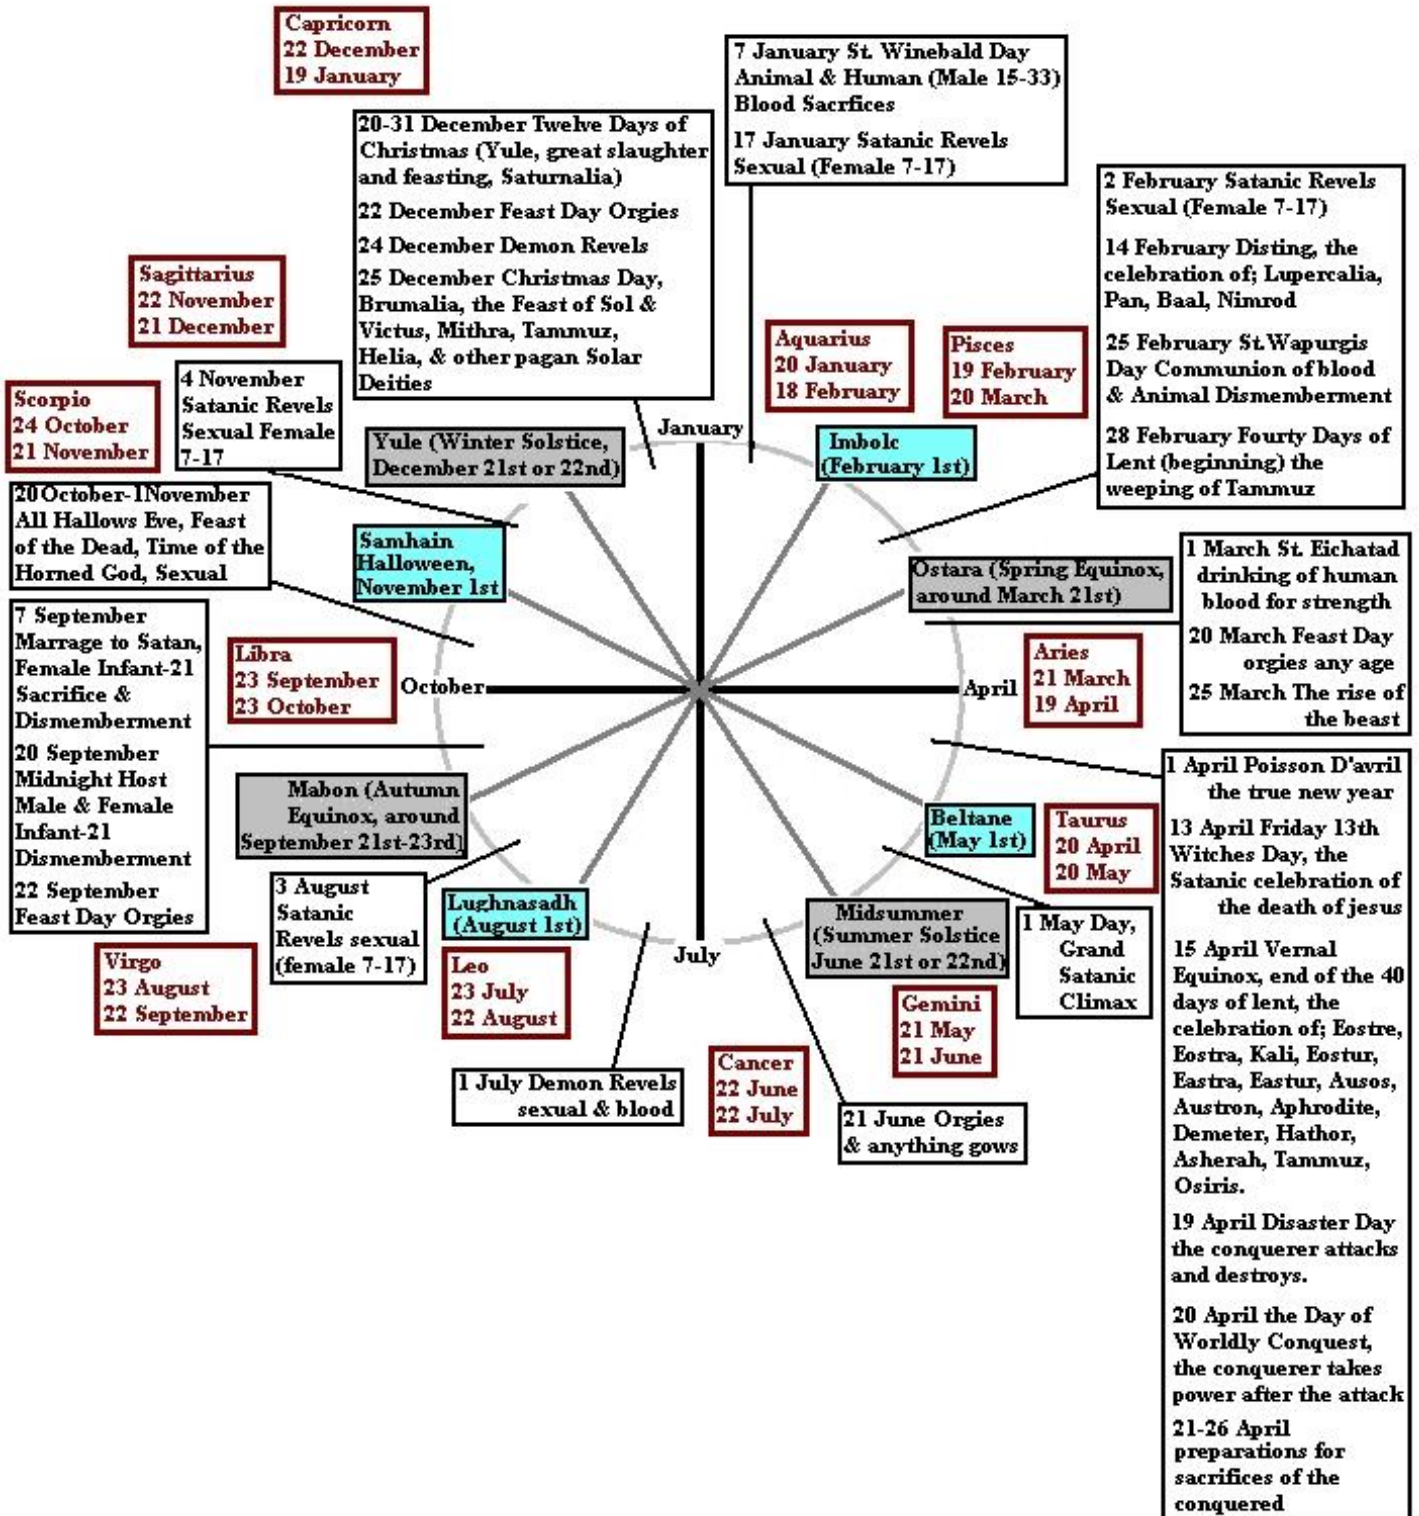 Capricorn
22 December
19 January
7 January St. Winebald Day
Animal & Human (Male 15-33)
Blood Sacrfices
17 January Satanic Revels
Sexual (Female 7-17)
20-31 December Twelve Days of
Christmas (Yule, great slaughter
and feasting, Saturnalia)
22 December Feast Day Orgies
24 December Demon Revels
25 December Christmas Day,
Brumalia, the Feast of Sol &
Victus, Mithra, Tammuz,
Helia, & other pagan Solar
Deities
2 February Satanic Revels
Sexual (Female 7-17)
14 February Disting, the
celebration of; Lupercalia,
Pan, Baal, Nimrod
25 February St.Wapurgis
Day Communion of blood
& Animal Dismemberment
28 February Fourty Days of
Lent (beginning) the
weeping of Tammuz
Sagittarius
22 November
21 December
Aquarius
20 January
18 February
Pisces
19 February
20 March
Scorpio
24 October
21 November
4 November
Satanic Revels
Sexual Female
7-17
Yule (Winter Solstice,
December 21st or 22nd)
January
Imbolc
(February 1st)
20October-1November
All Hallows Eve, Feast
of the Dead, Time of the
Horned God, Sexual
Samhain
Halloween,
November 1st
Ostara (Spring Equinox,
around March 21st)
1 March St. Eichatad
drinking of human
blood for strength
20 March Feast Day
orgies any age
25 March The rise of
the beast
7 September
Marrage to Satan,
Female Infant-21
Sacrifice &
Dismemberment
20 September
Midnight Host
Male & Female
Infant-21
Dismemberment
22 September
Feast Day Orgies
Libra
23 September
23 October
October
April
Aries
21 March
19 April
Mabon (Autumn
Equinox, around
September 21st-23rd)
Beltane
(May 1st)
Taurus
20 April
20 May
1 April Poisson D'avril
the true new year
13 April Friday 13th
Witches Day, the
Satanic celebration of
the death of jesus
15 April Vernal
Equinox, end of the 40
days of lent, the
celebration of; Eostre,
Eostra, Kali, Eostur,
Eastra, Eastur, Ausos,
Austron, Aphrodite,
Demeter, Hathor,
Asherah, Tammuz,
Osiris.
19 April Disaster Day
the conquerer attacks
and destroys.
20 April the Day of
Worldly Conquest,
the conquerer takes
power after the attack
21-26 April
preparations for
sacrifices of the
conquered
3 August
Satanic
Revels sexual
(female 7-17)
Lughnasadh
(August 1st)
July
Midsummer
(Summer Solstice
June 21st or 22nd)
1 May Day,
Grand
Satanic
Climax
Virgo
23 August
22 September
Leo
23 July
22 August
Gemini
21 May
21 June
Cancer
22 June
22 July
1 July Demon Revels
sexual & blood
21 June Orgies
& anything gows